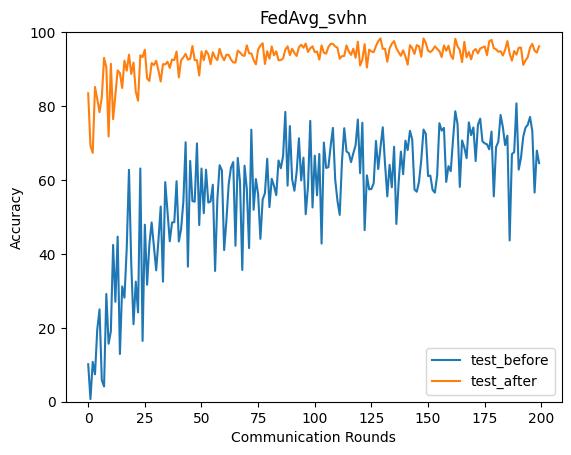 FedAvg_svhn
Accuracy
100
80
60
40
20
0
0 25 50 75 100 125 150 175 200
Communication Rounds
test_before
test_after